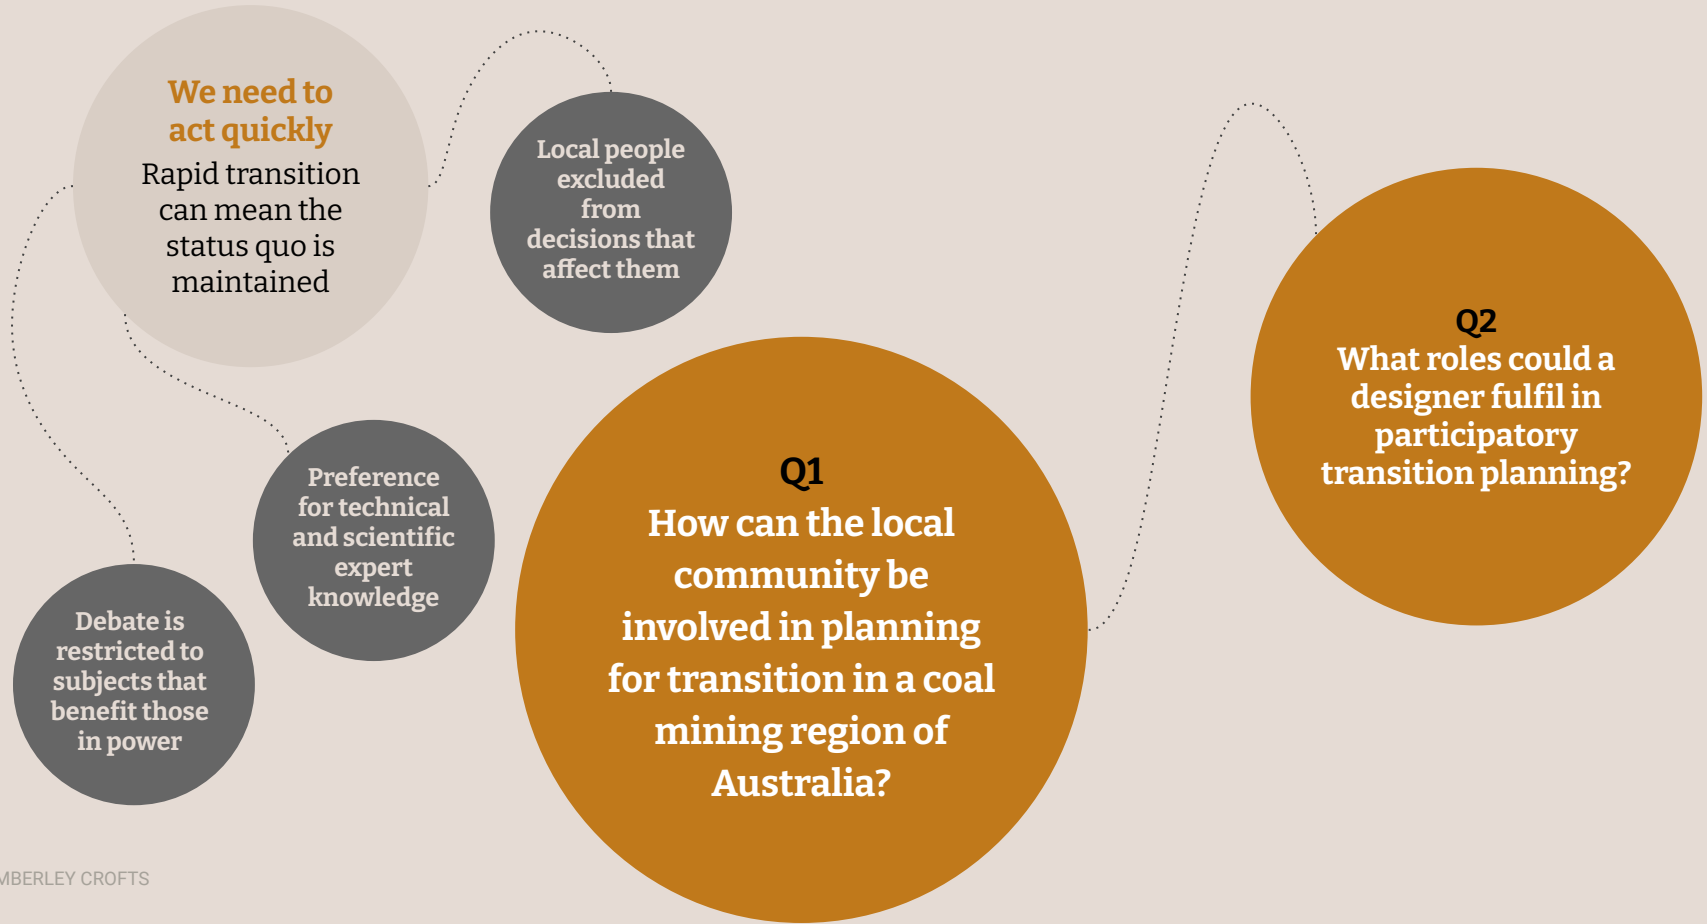 We need to
act quickly
Rapid transition
can mean the
status quo is
maintained
Local people
excluded
from
decisions that
affect them
Preference
for technical
and scientific
expert
knowledge
Debate is
restricted to
subjects that
benefit those
in power
Q1
How can the local
community be
involved in planning
for transition in a coal
mining region of
Australia?
Q2
What roles could a
designer fulfil in
participatory
transition planning?
MBERLEY CROFTS